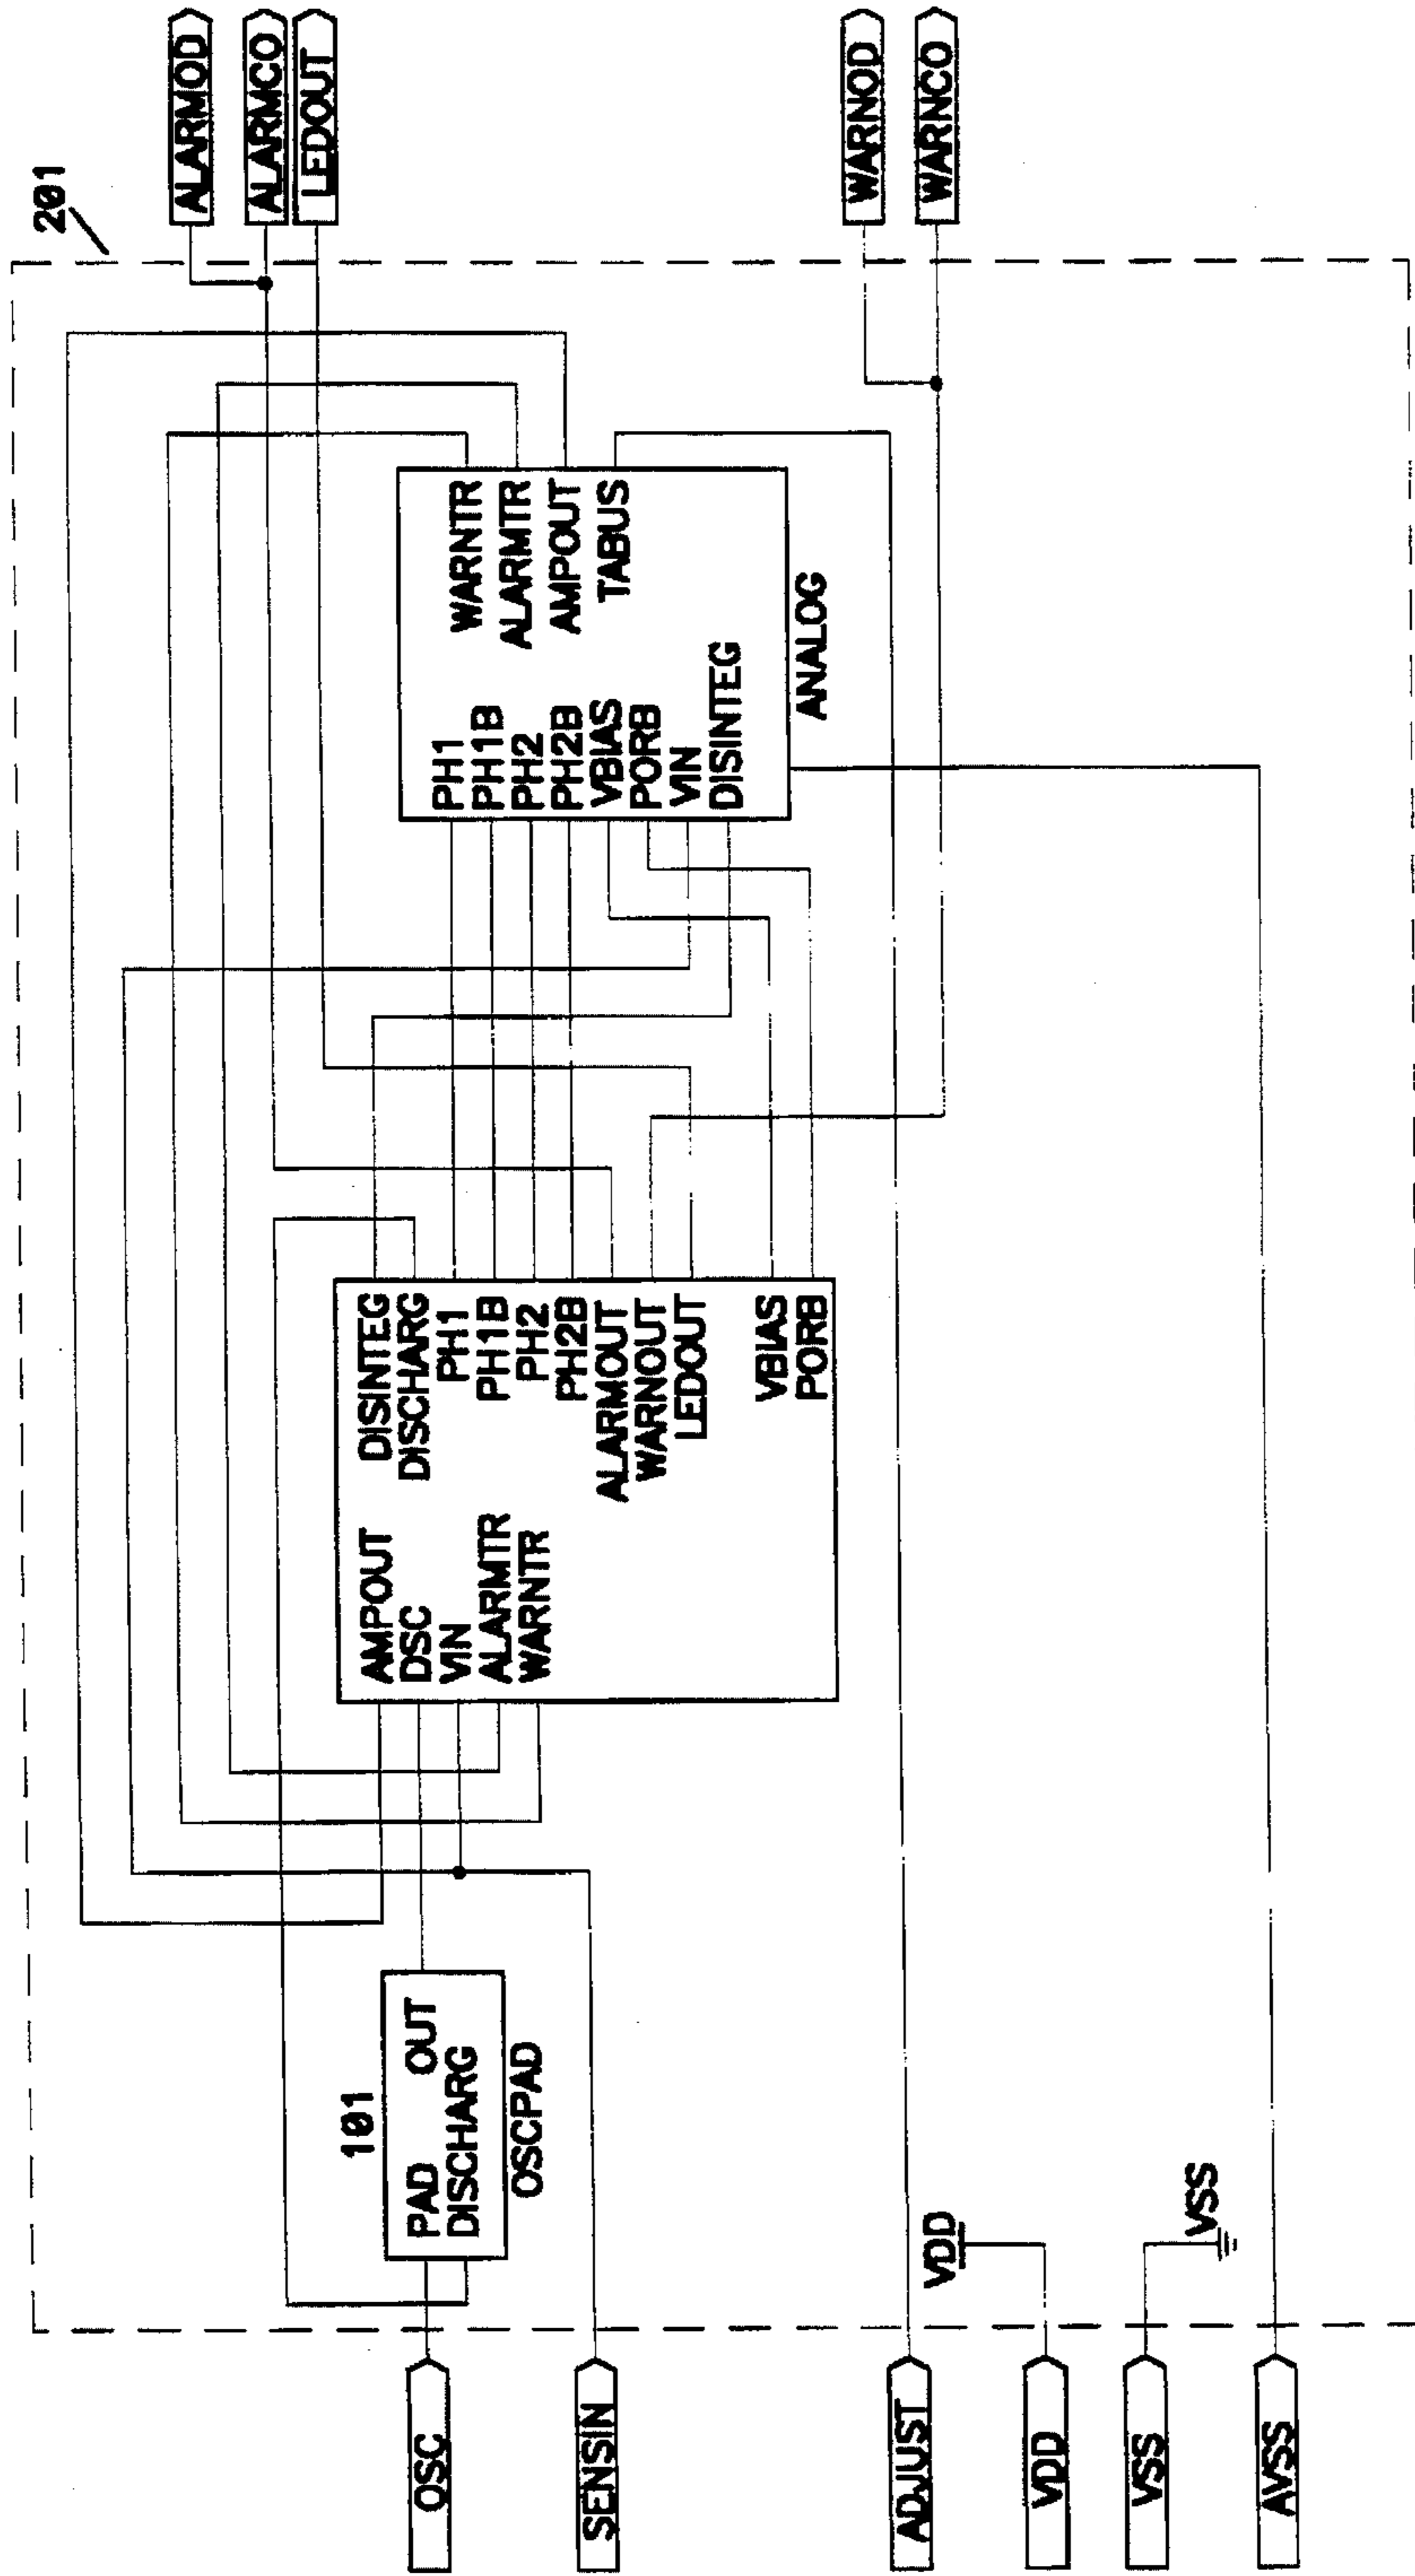 201
ALARMOD
ALARMCO
LEDOUT
WARNOD
WARNCO
OSC
SENSIN
ADJUST
VDD
VSS
AVSS
VDD
VSS
101
PAD
OUT
DISCHARG
OSCPAD
AMPOUT
DSC
VIN
ALARMTR
WARNTR
DISINTEG
DISCHARG
PH1
PH1B
PH2
PH2B
ALARMOUT
WARNOUT
LEDOUT
VBIAS
PORB
PH1
PH1B
PH2
PH2B
VBIAS
PORB
VIN
DISINTEG
WARNTR
ALARMTR
AMPOUT
TABUS
ANALOG